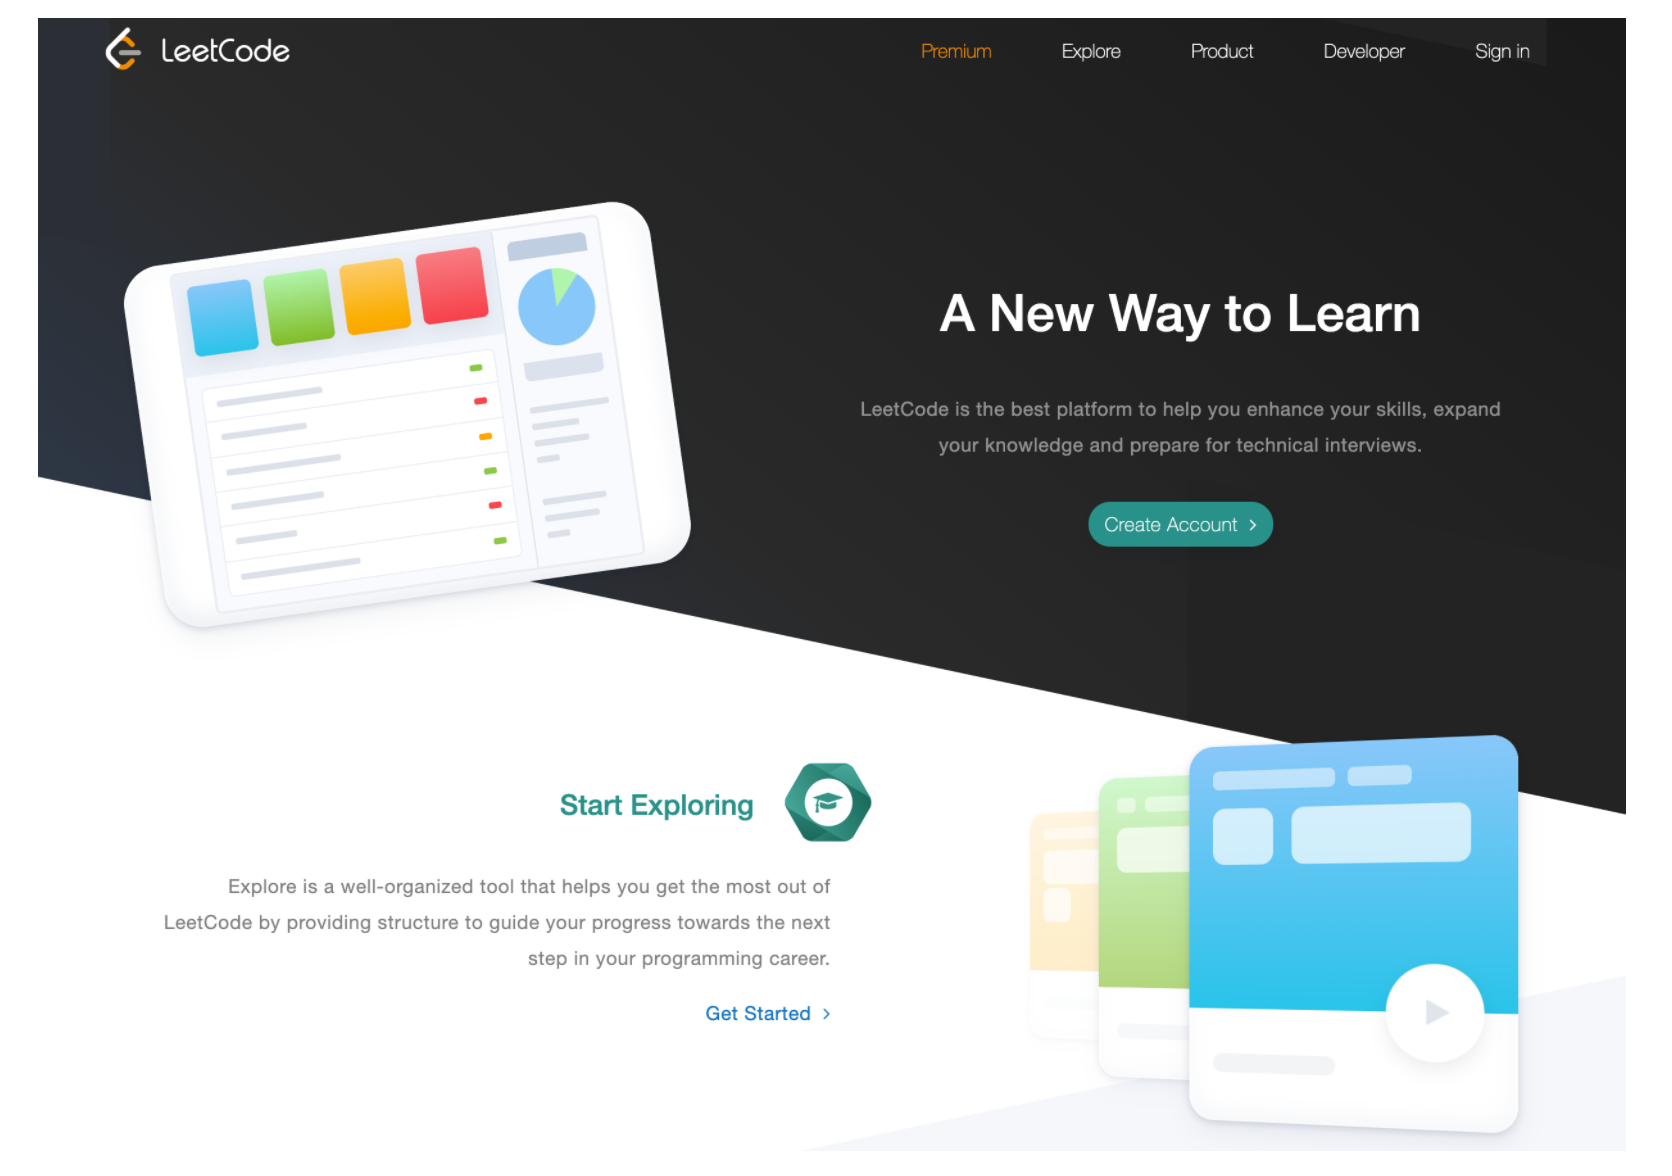 LeetCode
Premium
Explore
Product
Developer
Sign in
A New Way to Learn
LeetCode is the best platform to help you enhance your skills, expand
your knowledge and prepare for technical interviews.
Create Account
Start Exploring
Explore is a well-organized tool that helps you get the most out of
LeetCode by providing structure to guide your progress towards the next
step in your programming career.
Get Started